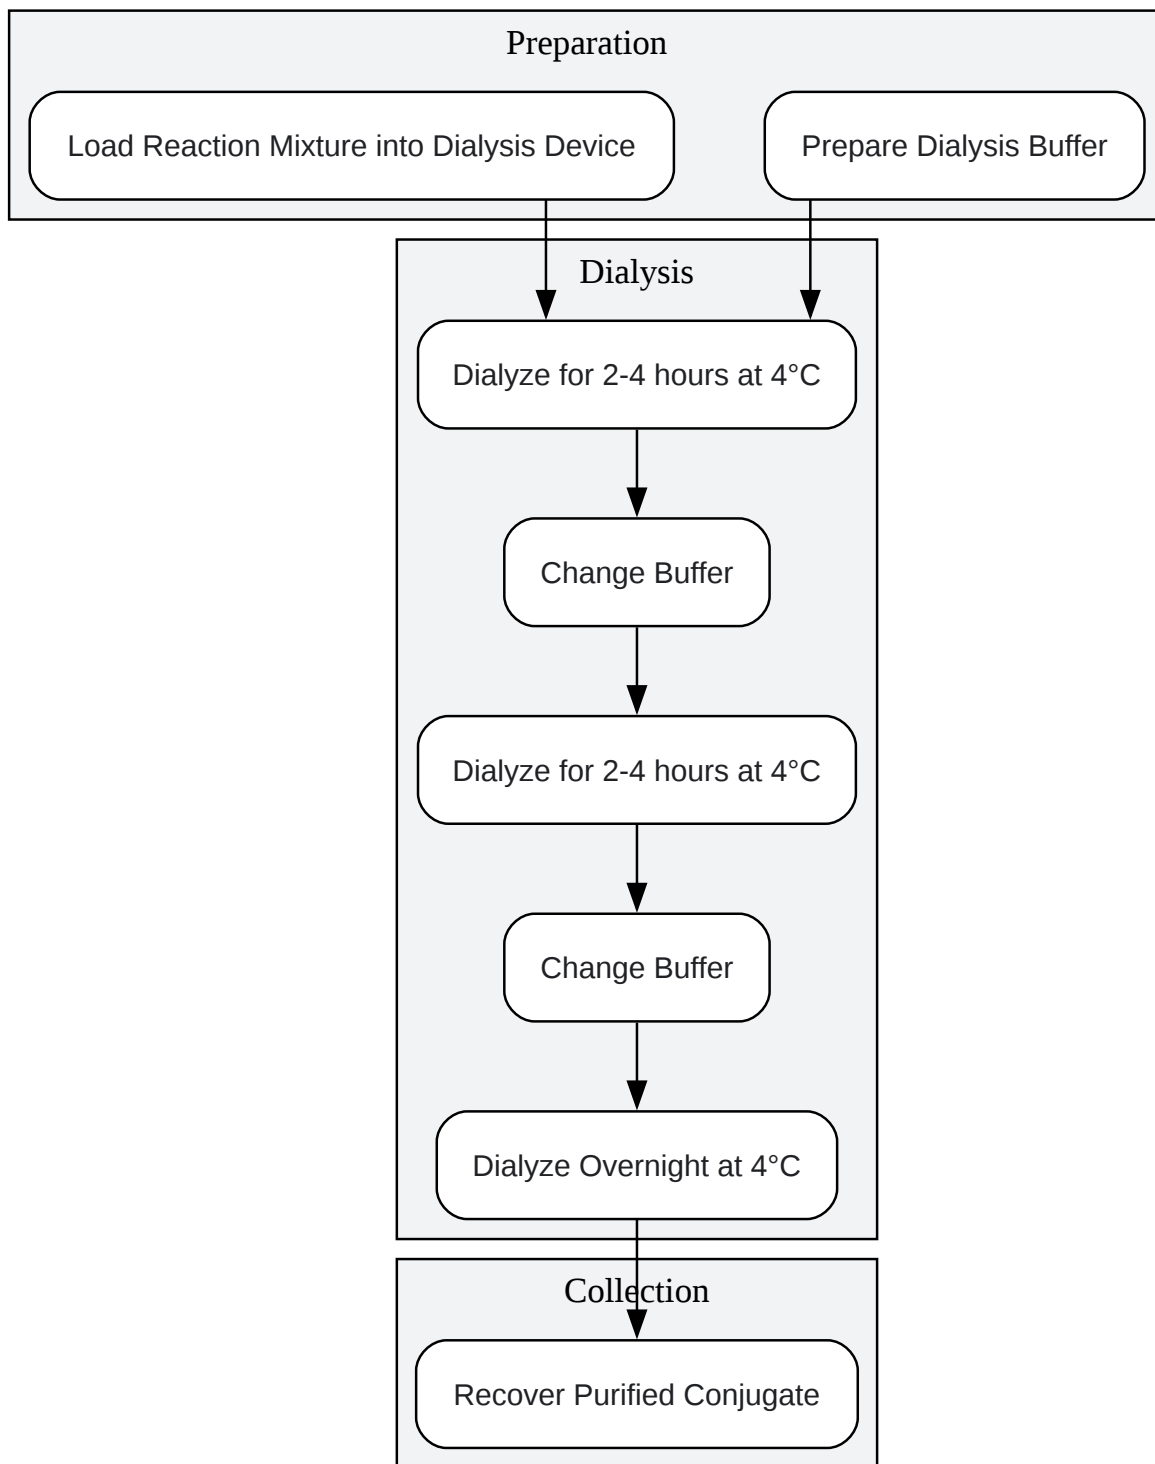 Preparation
Load Reaction Mixture into Dialysis Device
Prepare Dialysis Buffer
Dialysis
Dialyze for 2-4 hours at 4°C
Change Buffer
Dialyze for 2-4 hours at 4°C
Change Buffer
Dialyze Overnight at 4°C
Collection
Recover Purified Conjugate